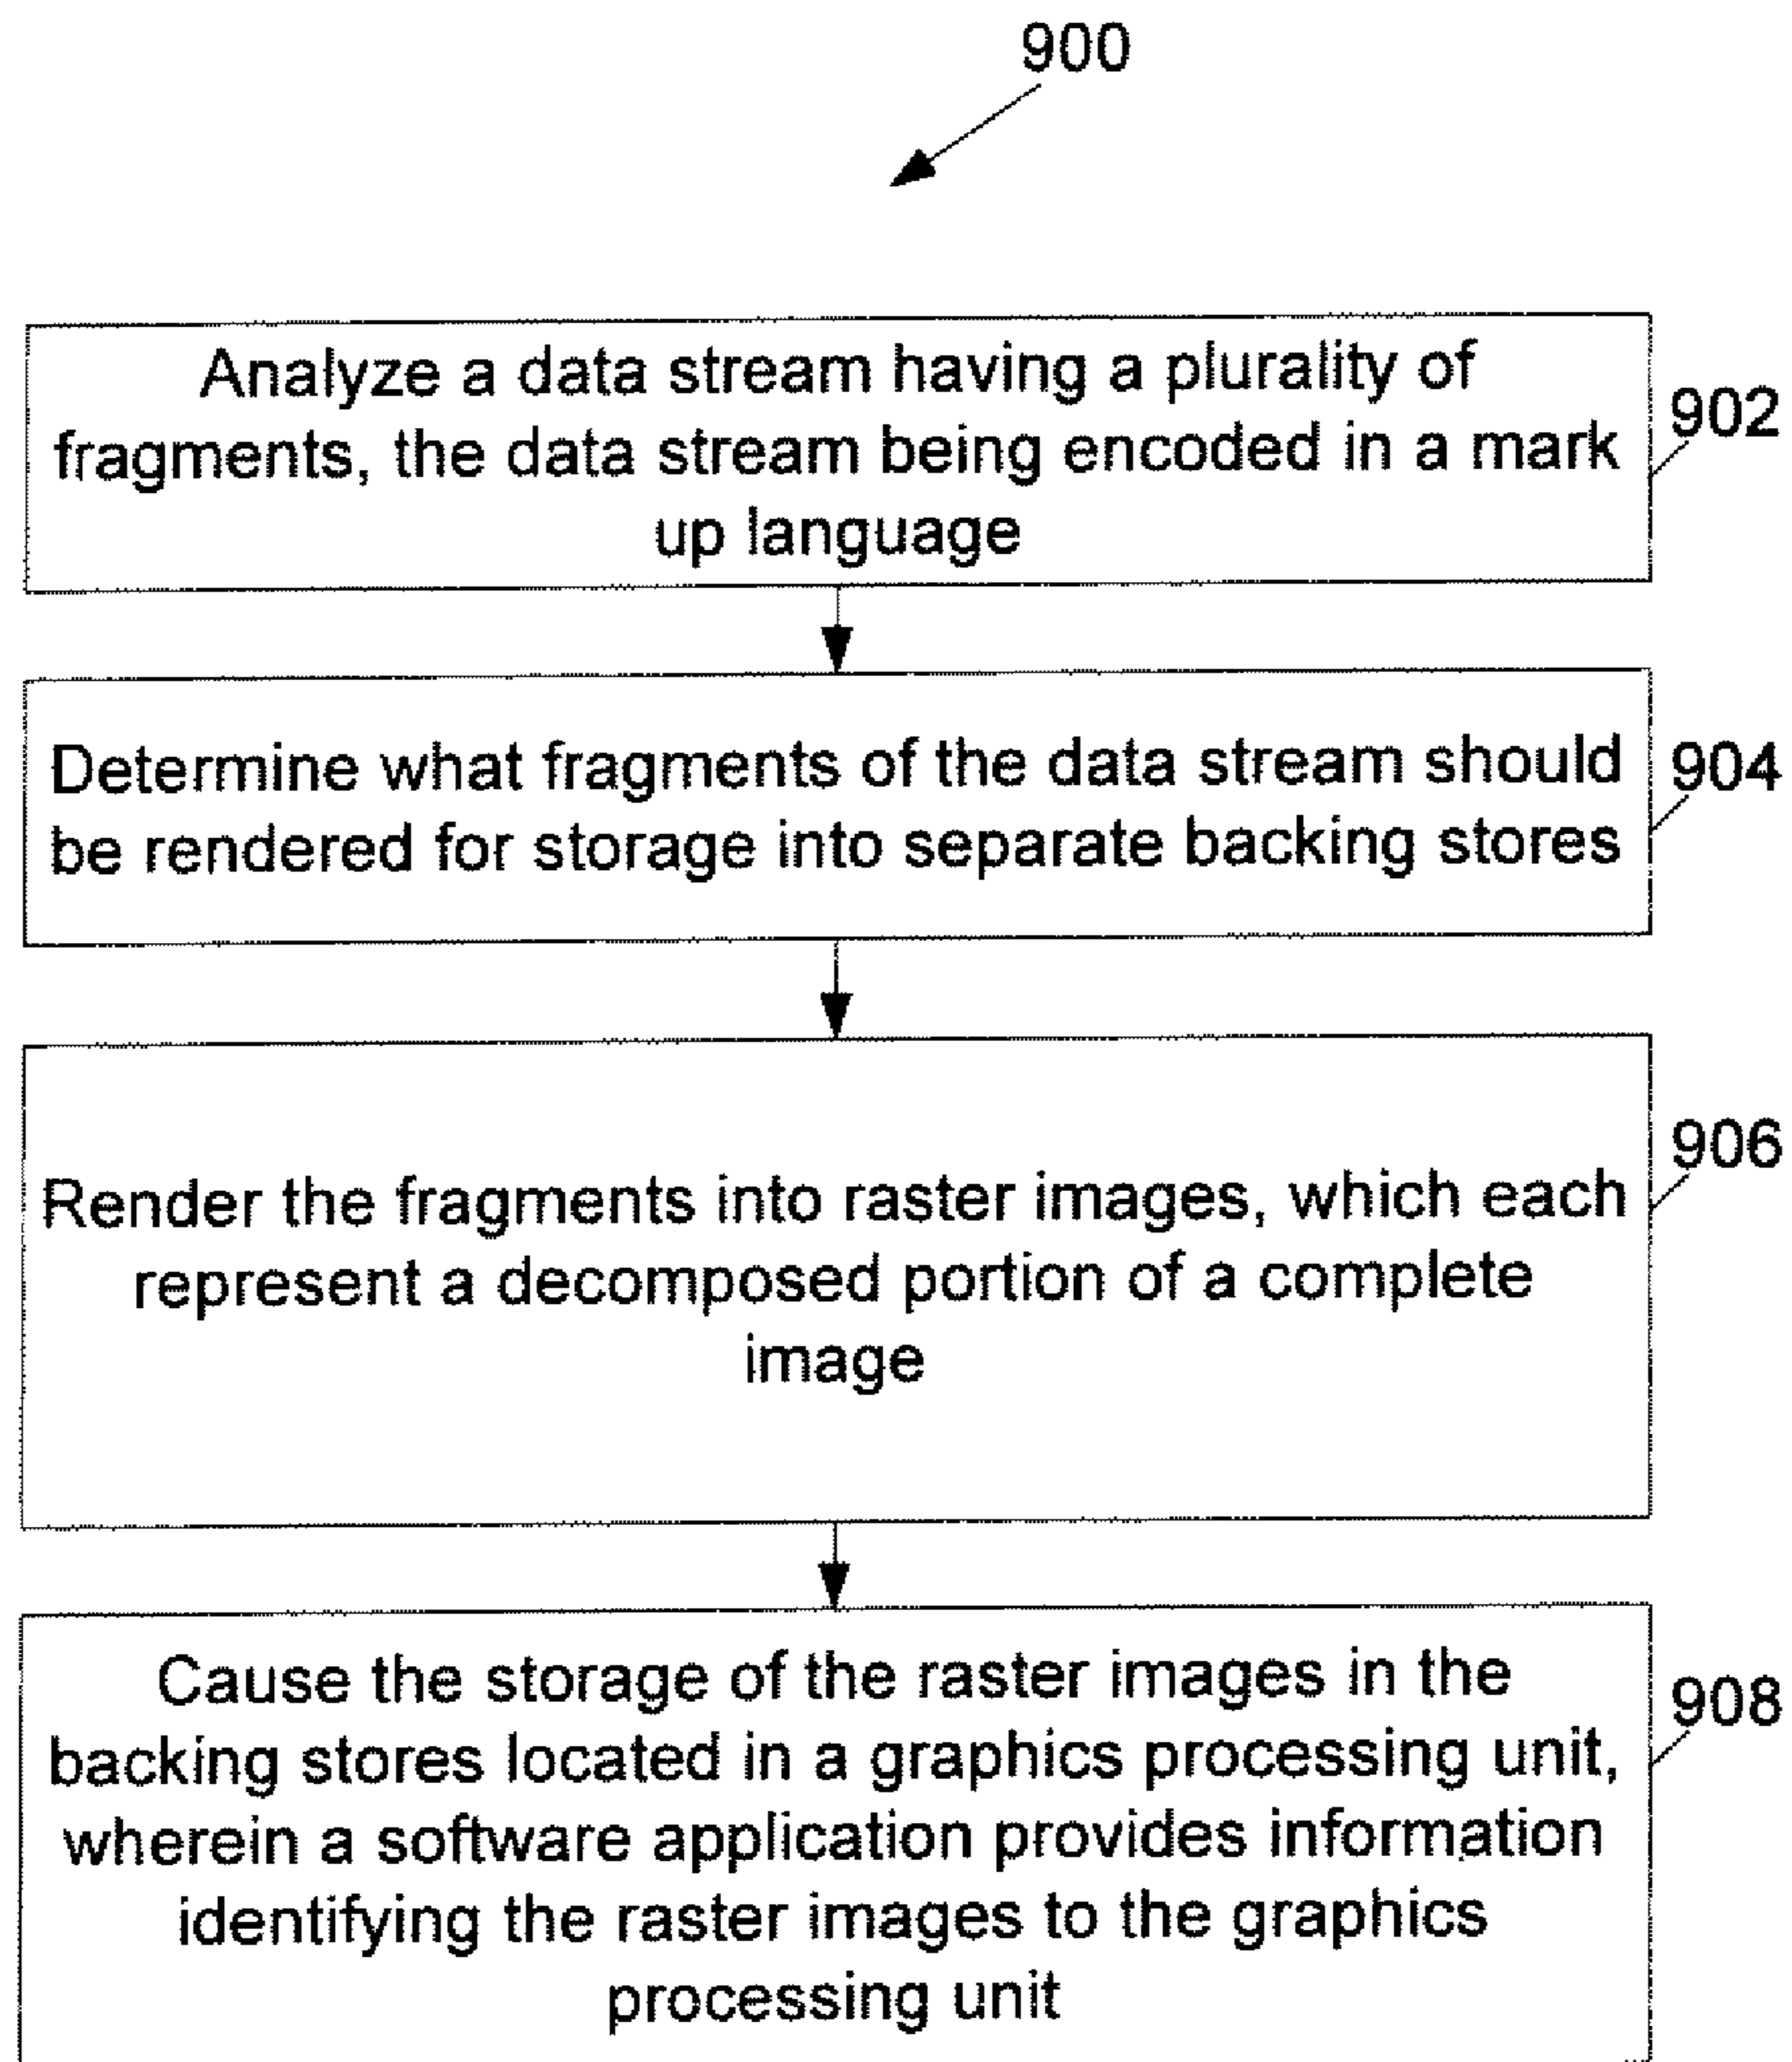 900
Analyze a data stream having a plurality of
fragments, the data stream being encoded in a mark
up language
902
Determine what fragments of the data stream should
be rendered for storage into separate backing stores
904
Render the fragments into raster images, which each
represent a decomposed portion of a complete
image
906
Cause the storage of the raster images in the
backing stores located in a graphics processing unit,
wherein a software application provides information
identifying the raster images to the graphics
processing unit
908